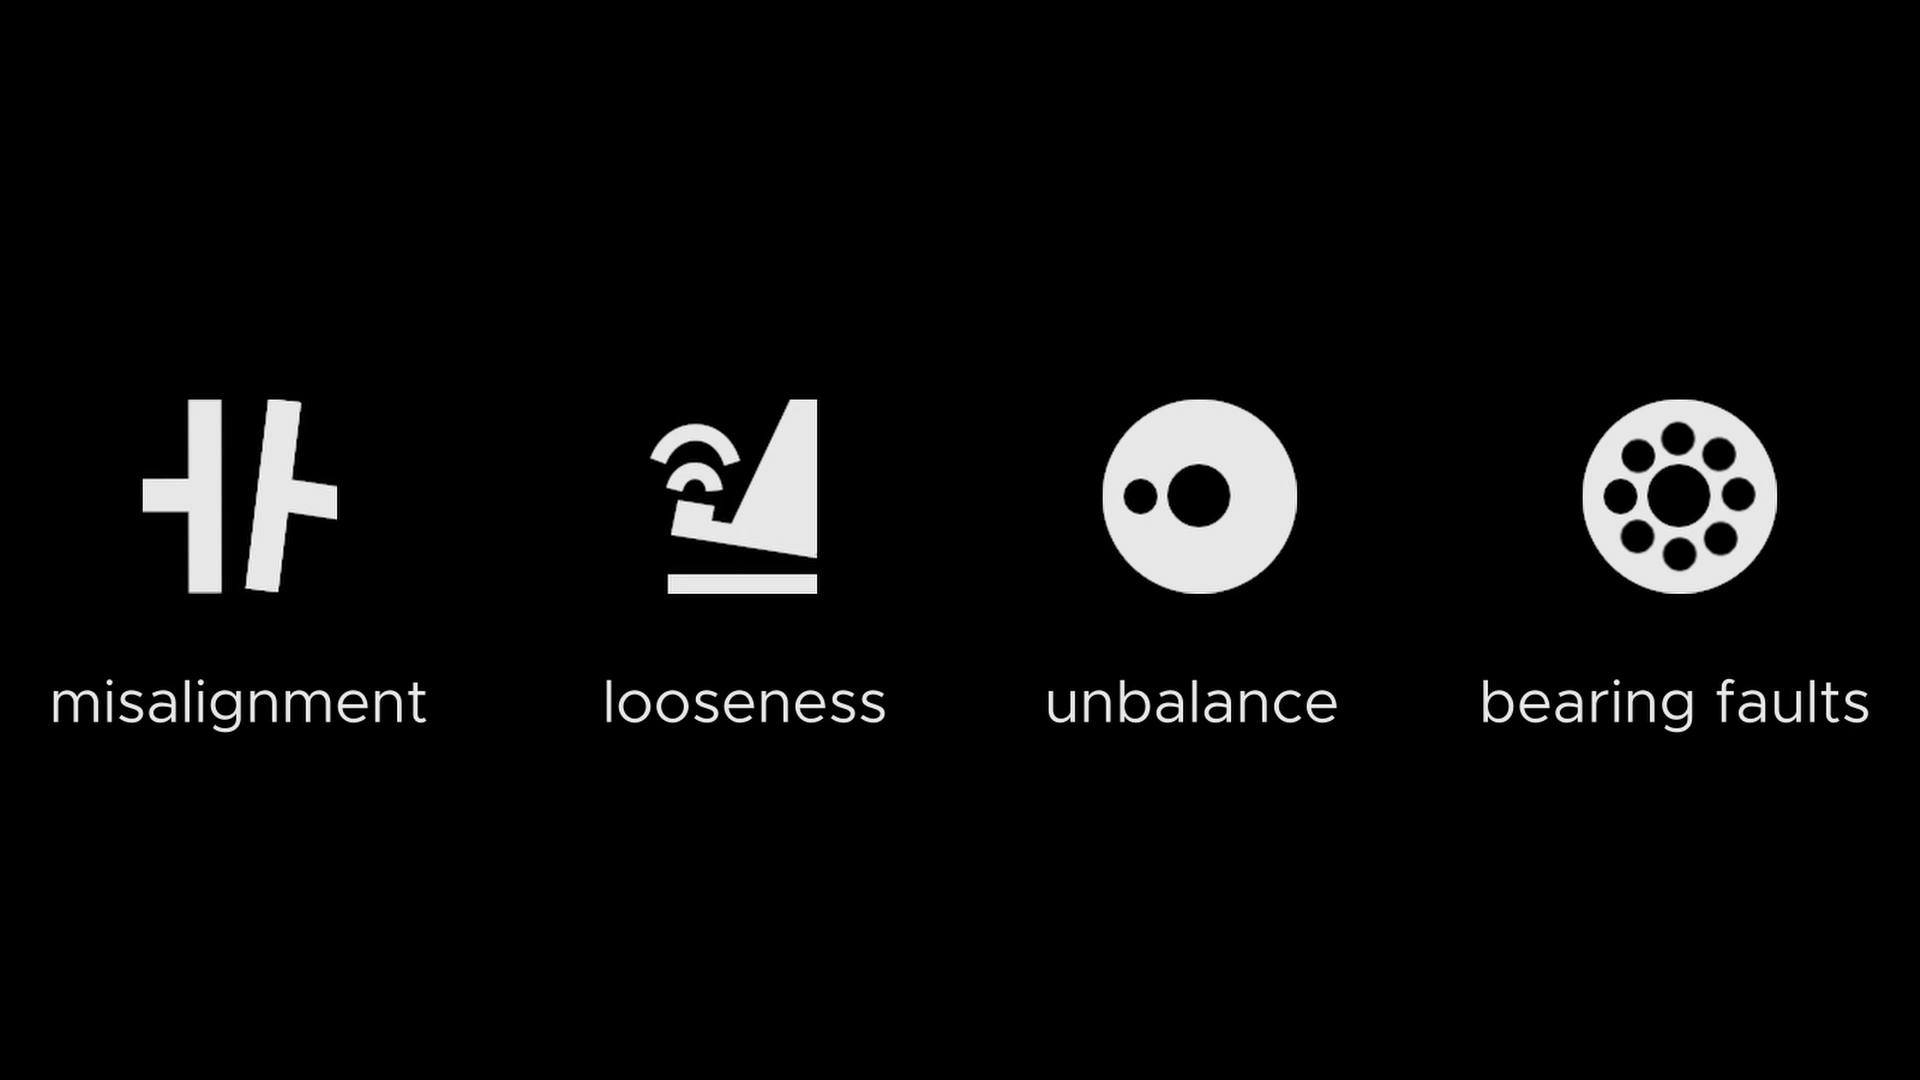 misalignment
looseness
unbalance
bearing faults